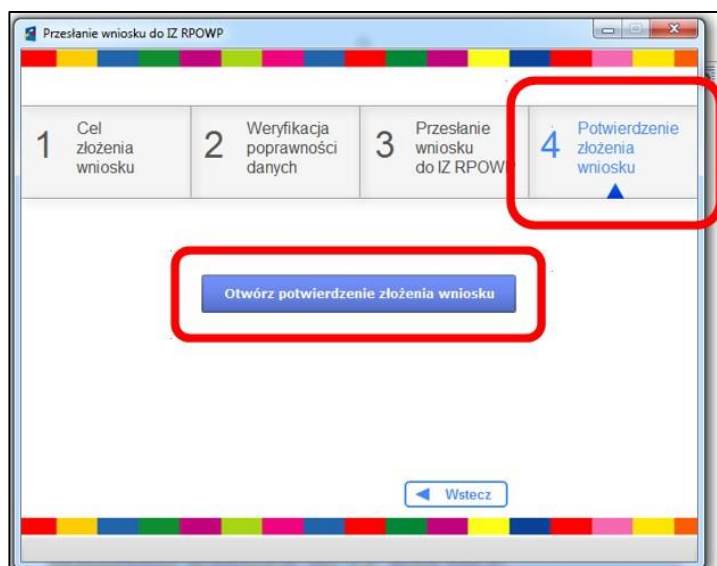 Przesłanie wniosku do IZ RPOWP
1
Cel
złożenia
wniosku
2
Weryfikacja
poprawności
danych
3
Przesłanie
wniosku
do IZ RPOWP
4
Potwierdzenie
złożenia
wniosku
Otwórz potwierdzenie złożenia wniosku
Wstecz